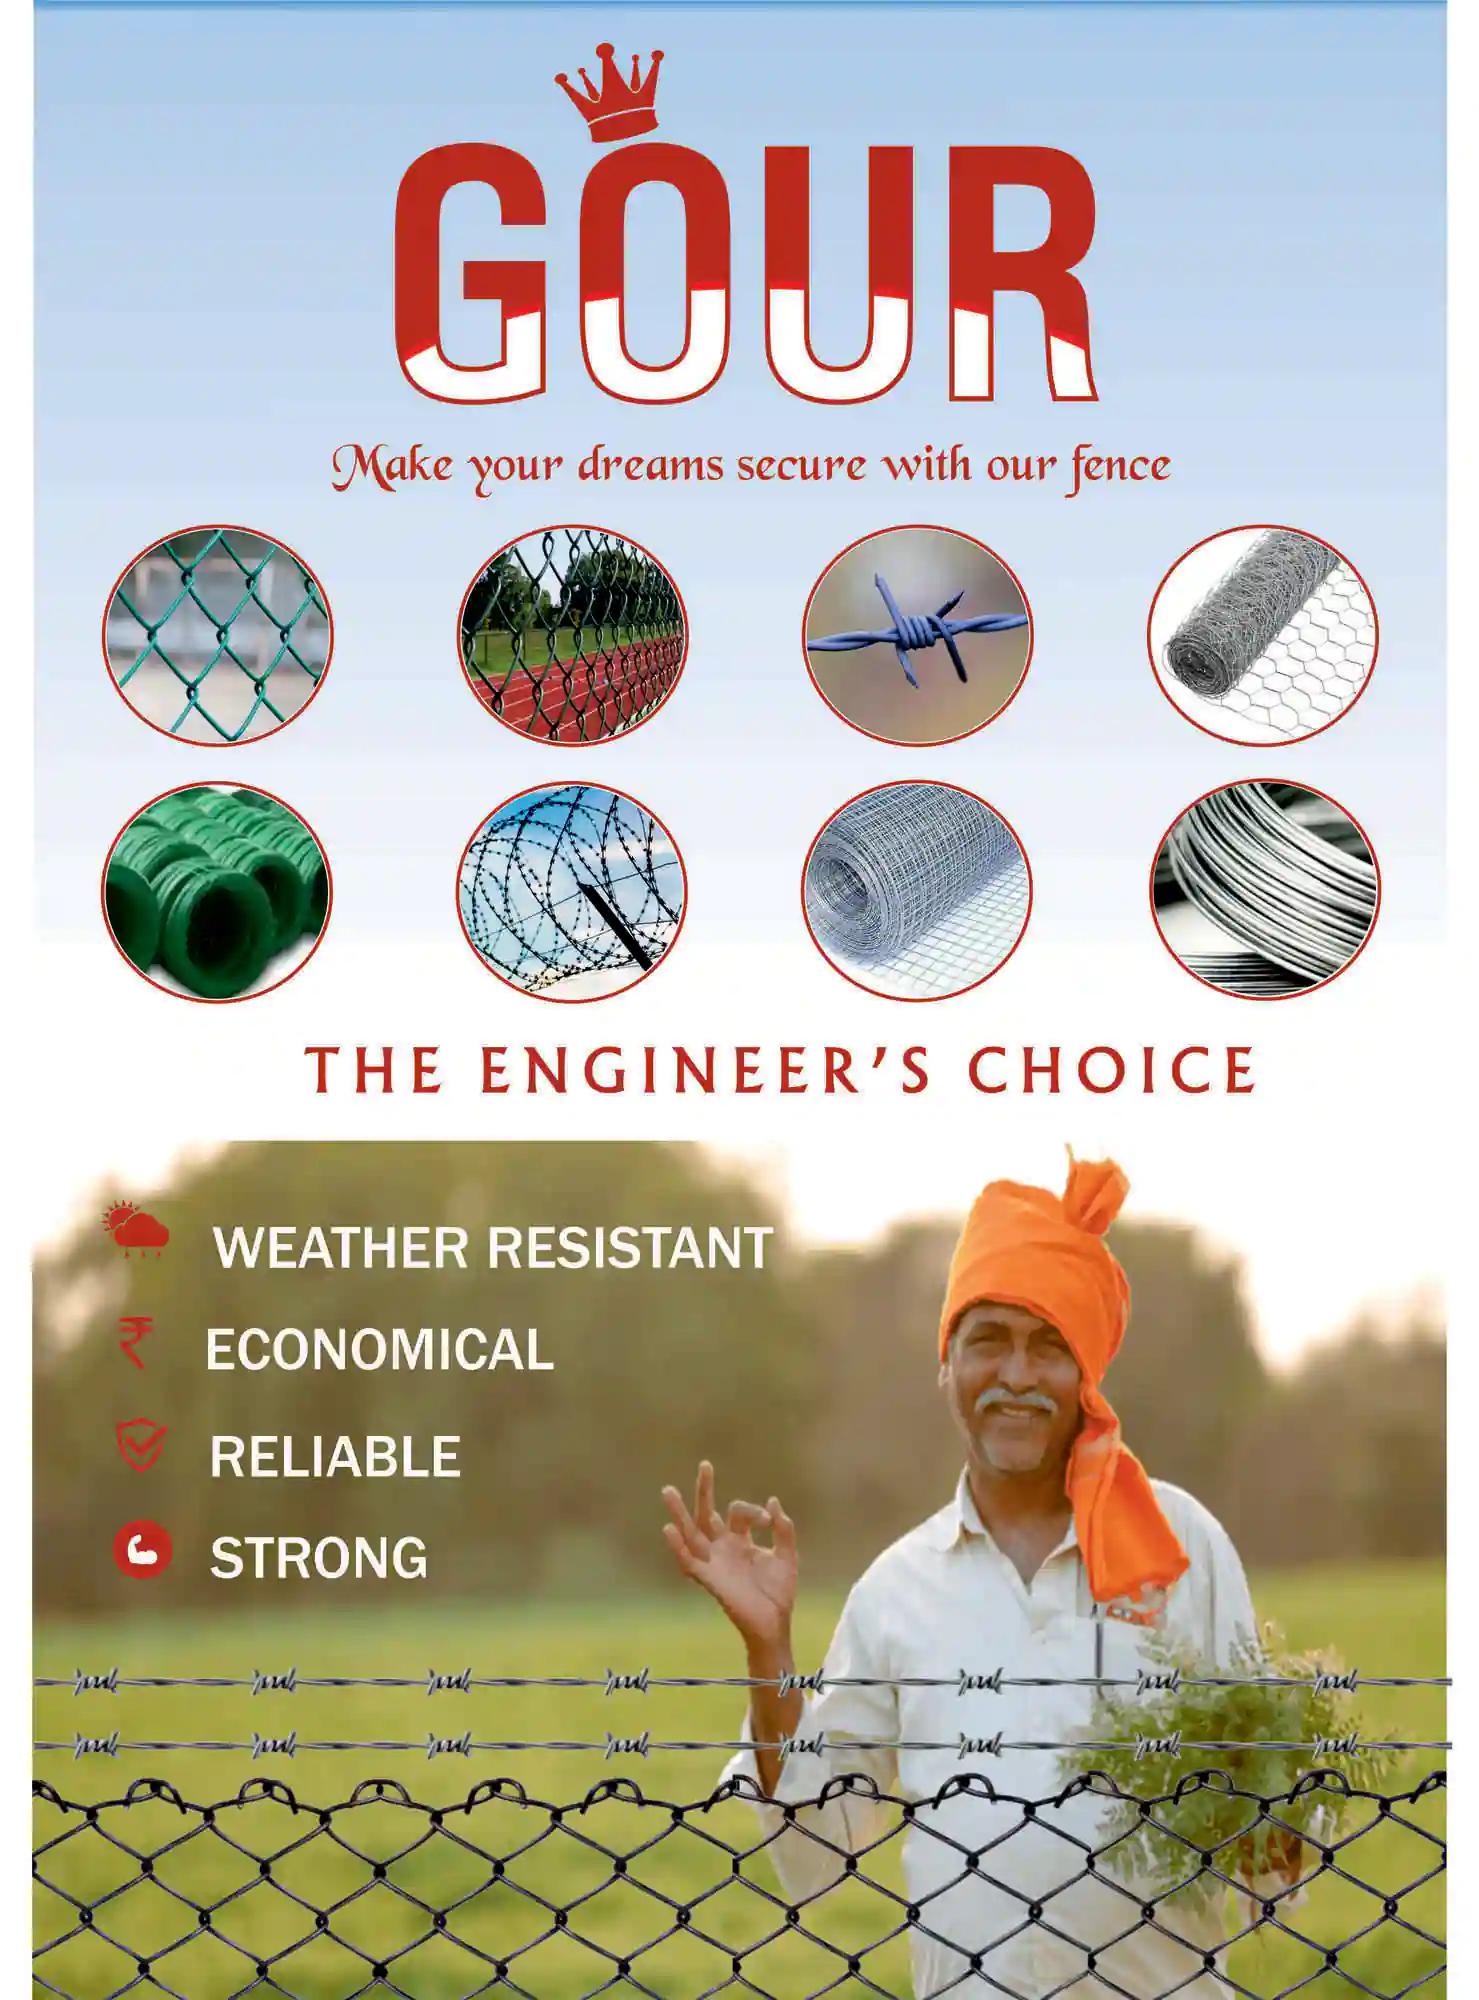 GOUR
Make your dreams secure with our fence
THE ENGINEER'S CHOICE
WEATHER RESISTANT
₹ ECONOMICAL
RELIABLE
STRONG